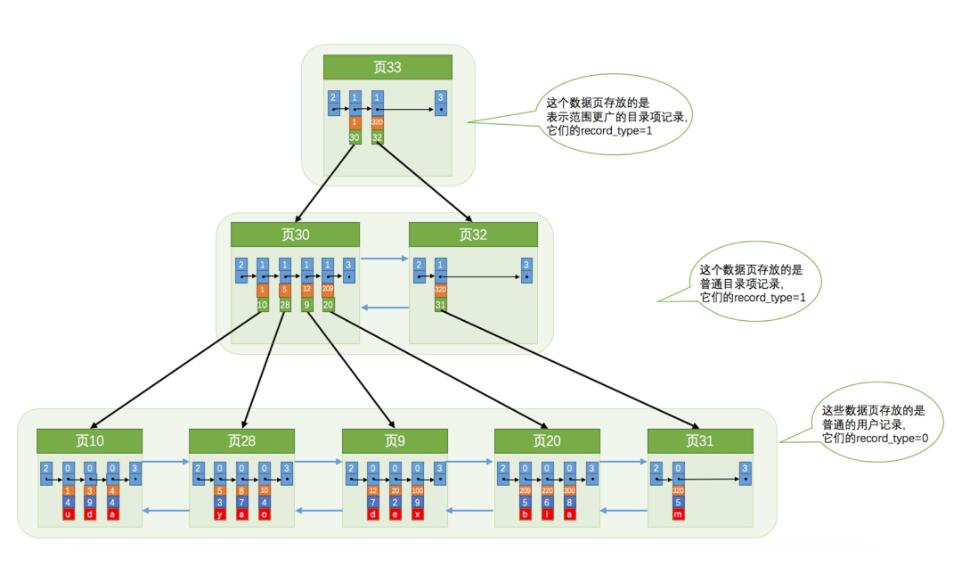 页33
2 1 1 3
1 320
30 32
这个数据页存放的是
表示范围更广的目录项记录,
它们的record_type=1
页30 页32
2 1 1 1 1 3 2 1 3
1 5 12 209 320
10 28 9 20 31
这个数据页存放的是
普通目录项记录,
它们的record_type=1
这些数据页存放的是
普通的用户记录,
它们的record_type=0
页10 页28 页9 页20 页31
2 0 0 0 3 2 0 0 0 3 2 0 0 0 3 2 0 0 0 3 2 0 3
1 3 4 5 8 10 12 20 100 209 220 300 320
4 9 4 3 7 4 7 2 9 5 6 8 5
u d a y a o d e x b i a m